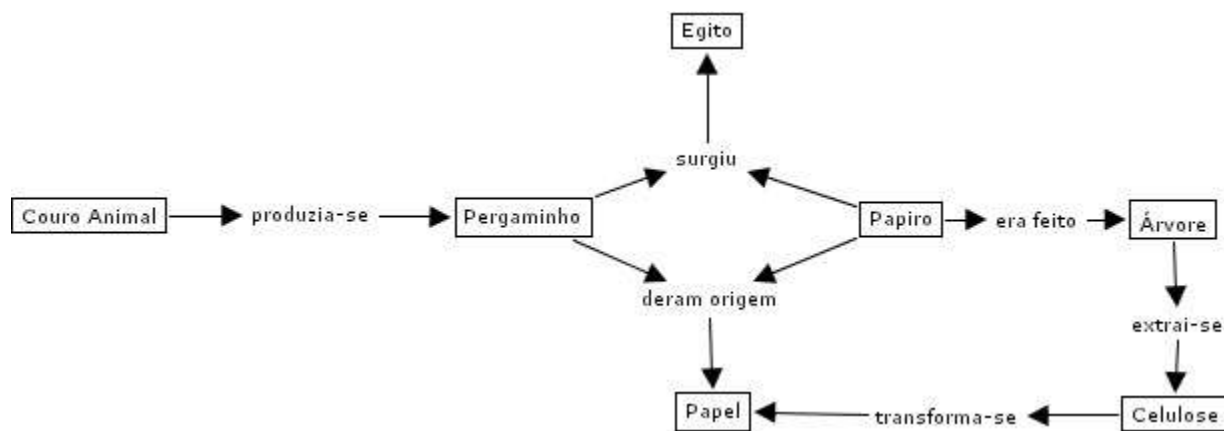 Egito
surgiu
Couro Animal
produzia-se
Pergaminho
Papiro
era feito
Árvore
deram origem
extrai-se
Papel
transforma-se
Celulose